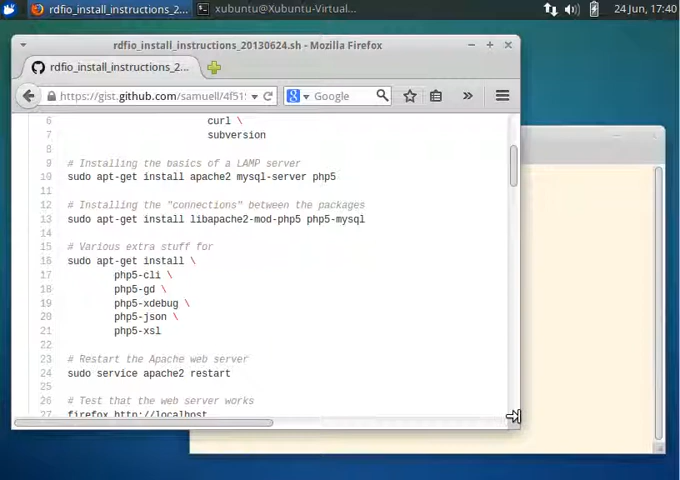 rdfio_install_instructions_2...
xubuntu@Xubuntu-Virtual...
24 Jun, 17:40
rdfio_install_instructions_20130624.sh - Mozilla Firefox
rdfio_install_instructions_2...
https://gist.github.com/samuell/4f51
Google
6 curl \
7 subversion
8
9 # Installing the basics of a LAMP server
10 sudo apt-get install apache2 mysql-server php5
11
12 # Installing the "connections" between the packages
13 sudo apt-get install libapache2-mod-php5 php5-mysql
14
15 # Various extra stuff for
16 sudo apt-get install \
17 php5-cli \
18 php5-gd \
19 php5-xdebug \
20 php5-json \
21 php5-xsl
22
23 # Restart the Apache web server
24 sudo service apache2 restart
25
26 # Test that the web server works
27 firefox http://localhost